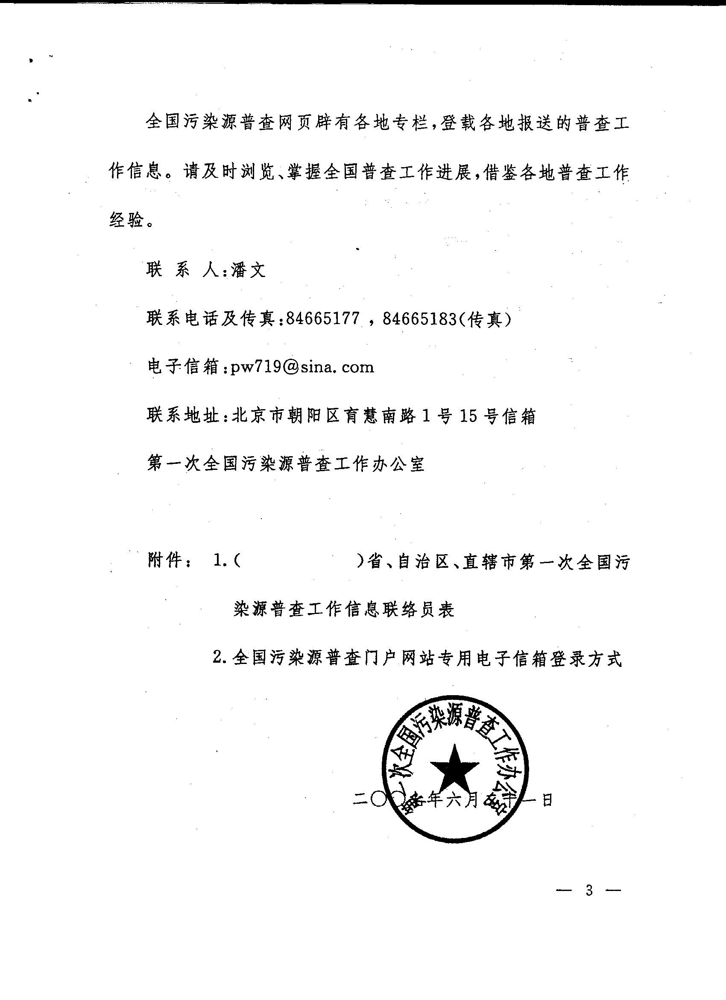 全国污染源普查网页辟有各地专栏,登载各地报送的普查工
作信息。请及时浏览、掌握全国普查工作进展,借鉴各地普查工作
经验。
联 系 人:潘文
联系电话及传真:84665177 , 84665183(传真)
电子信箱:pw719@sina.com
联系地址:北京市朝阳区育慧南路 1 号 15 号信箱
第一次全国污染源普查工作办公室
附件: 1.( )省、自治区、直辖市第一次全国污
染源普查工作信息联络员表
2.全国污染源普查门户网站专用电子信箱登录方式
第一次全国污染源普查工作办公室
二〇〇 年六月 十一日
— 3 —